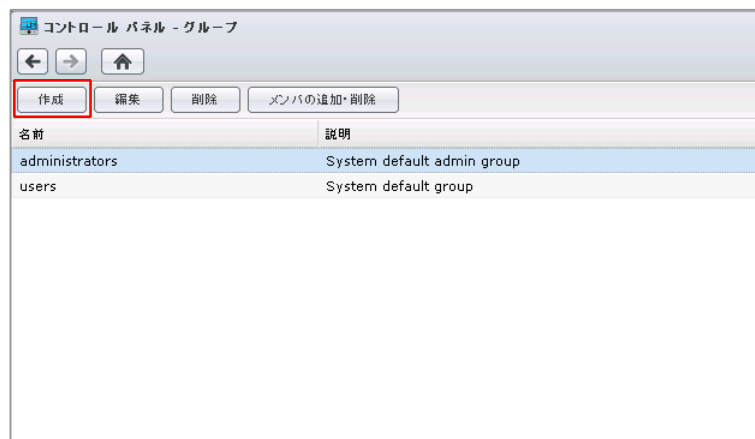 コントロール パネル - グループ
作成 編集 削除 メンバの追加・削除
名前 説明
administrators System default admin group
users System default group